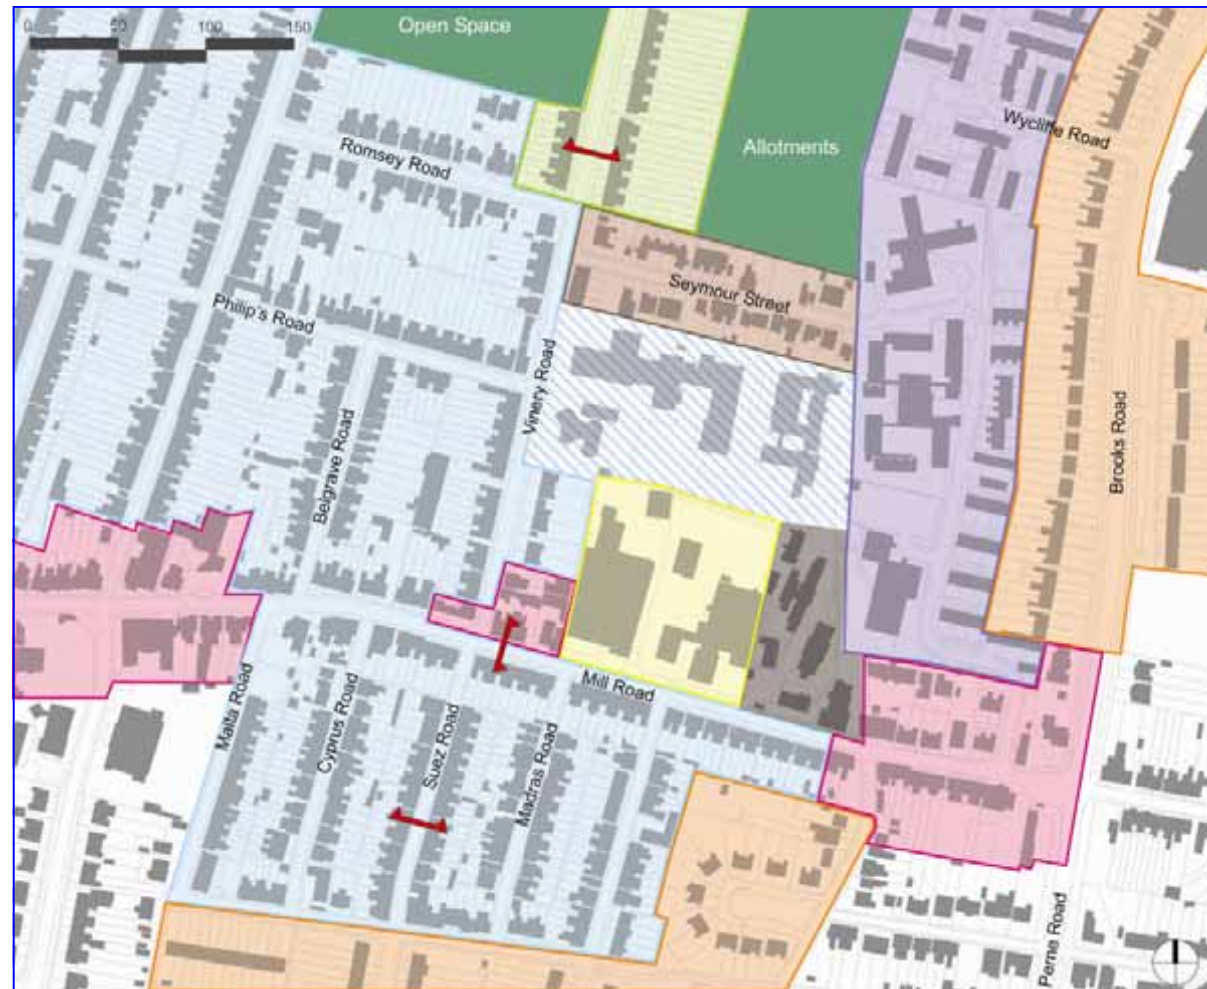 0 50 100 150
Open Space
Wycliffe Road
Allotments
Romsey Road
Seymour Street
Philip's Road
Vinery Road
Brooks Road
Belgrave Road
Mill Road
Malta Road
Cyprus Road
Suez Road
Madras Road
Perne Road